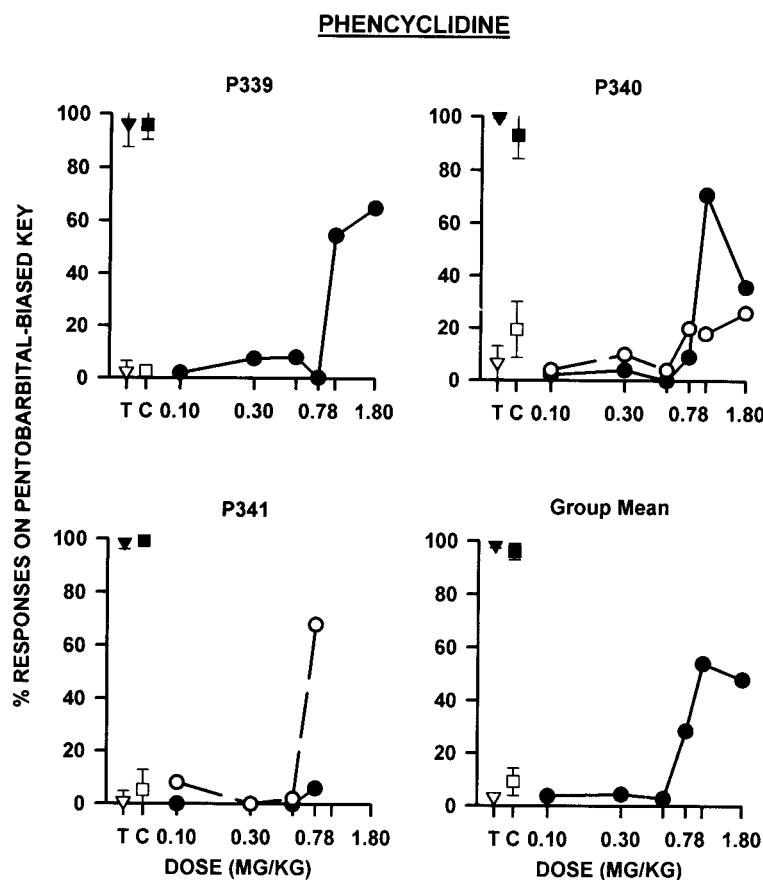 PHENCYCLIDINE
P339
P340
100
80
60
40
20
0
T C 0.10 0.30 0.78 1.80
100
80
60
40
20
0
T C 0.10 0.30 0.78 1.80
% RESPONSES ON PENTOBARBITAL-BIASED KEY
P341
Group Mean
100
80
60
40
20
0
T C 0.10 0.30 0.78 1.80
DOSE (MG/KG)
100
80
60
40
20
0
T C 0.10 0.30 0.78 1.80
DOSE (MG/KG)